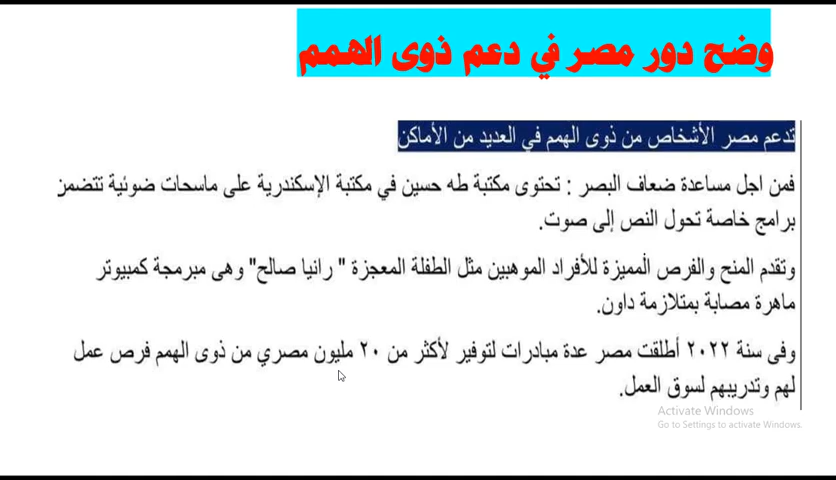 وضح دور مصر في دعم ذوى الهمم
تدعم مصر الأشخاص من ذوى الهمم في العديد من الأماكن
فمن اجل مساعدة ضعاف البصر : تحتوى مكتبة طه حسين في مكتبة الإسكندرية على ماسحات ضوئية تتضمن
برامج خاصة تحول النص إلى صوت.
وتقدم المنح والفرص المميزة للأفراد الموهبين مثل الطفلة المعجزة " رانيا صالح" وهى مبرمجة كمبيوتر
ماهرة مصابة بمتلازمة داون.
وفى سنة ٢٠٢٢ أطلقت مصر عدة مبادرات لتوفير لأكثر من ٢٠ مليون مصري من ذوى الهمم فرص عمل
لهم وتدريبهم لسوق العمل.
Activate Windows
Go to Settings to activate Windows.